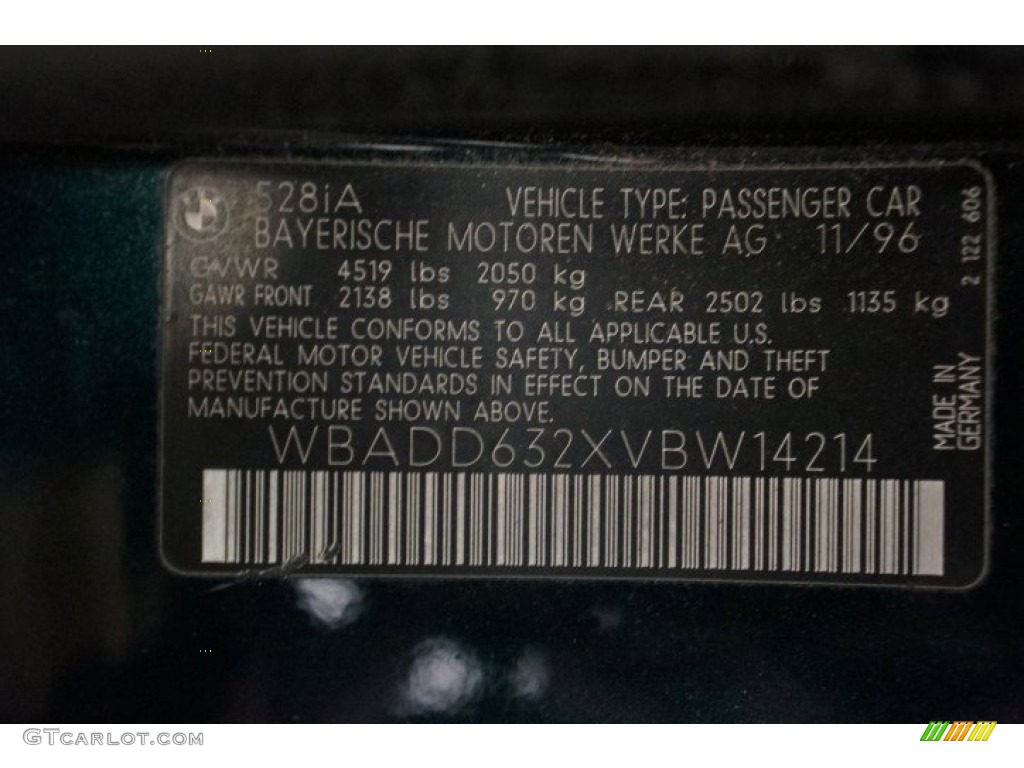 528iA VEHICLE TYPE: PASSENGER CAR
BAYERISCHE MOTOREN WERKE AG 11/96
GVWR 4519 lbs 2050 kg
GAWR FRONT 2138 lbs 970 kg REAR 2502 lbs 1135 kg
THIS VEHICLE CONFORMS TO ALL APPLICABLE U.S.
FEDERAL MOTOR VEHICLE SAFETY, BUMPER AND THEFT
PREVENTION STANDARDS IN EFFECT ON THE DATE OF
MANUFACTURE SHOWN ABOVE.
WBADD632XVBW14214
2 122 606
MADE IN
GERMANY
GTCARLOT.COM